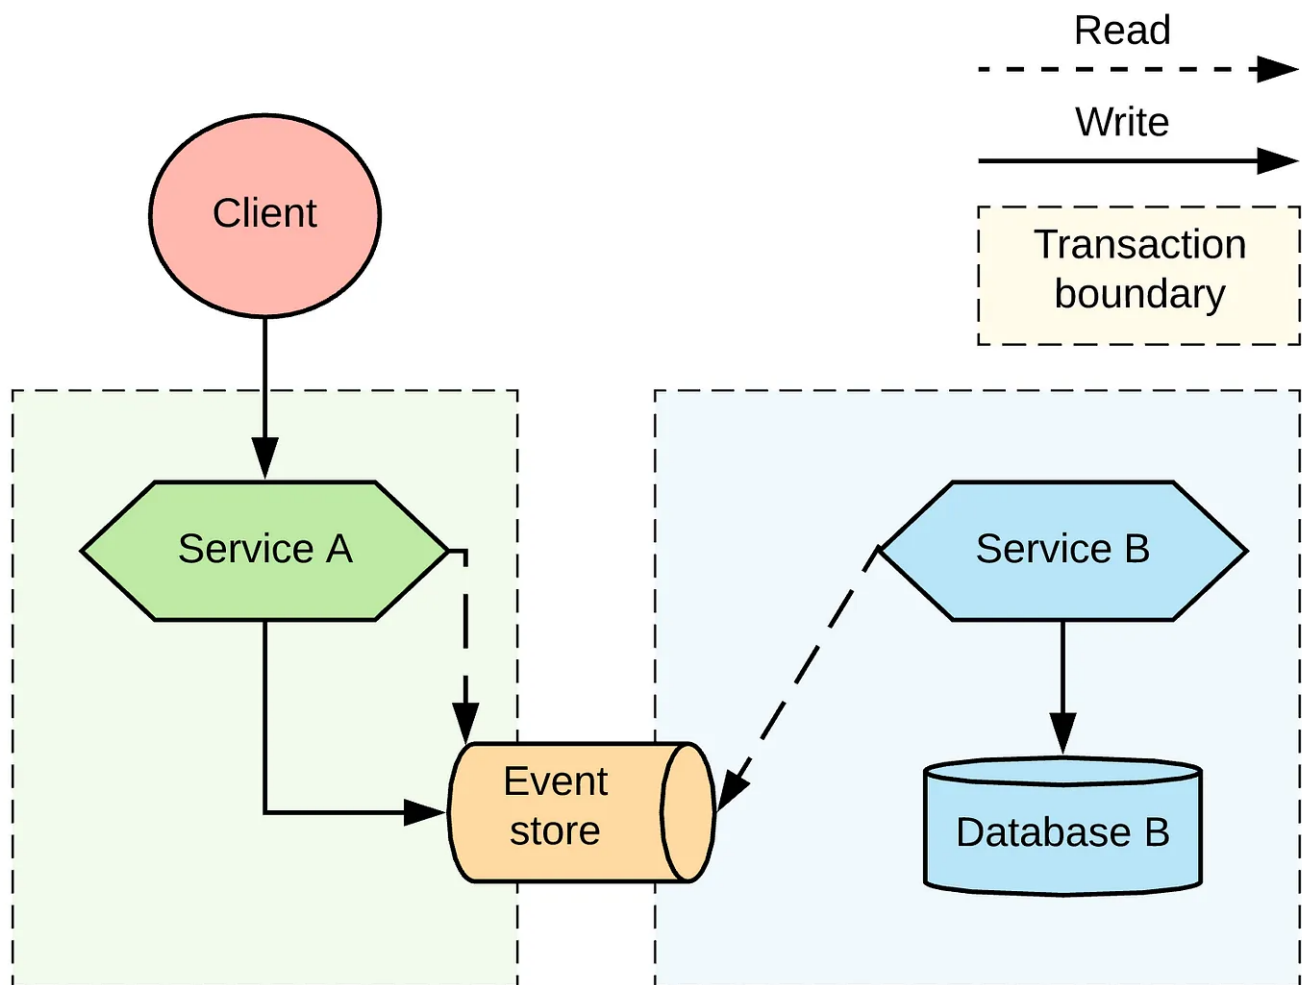 Read
Write
Client
Transaction
boundary
Service A
Service B
Event
store
Database B